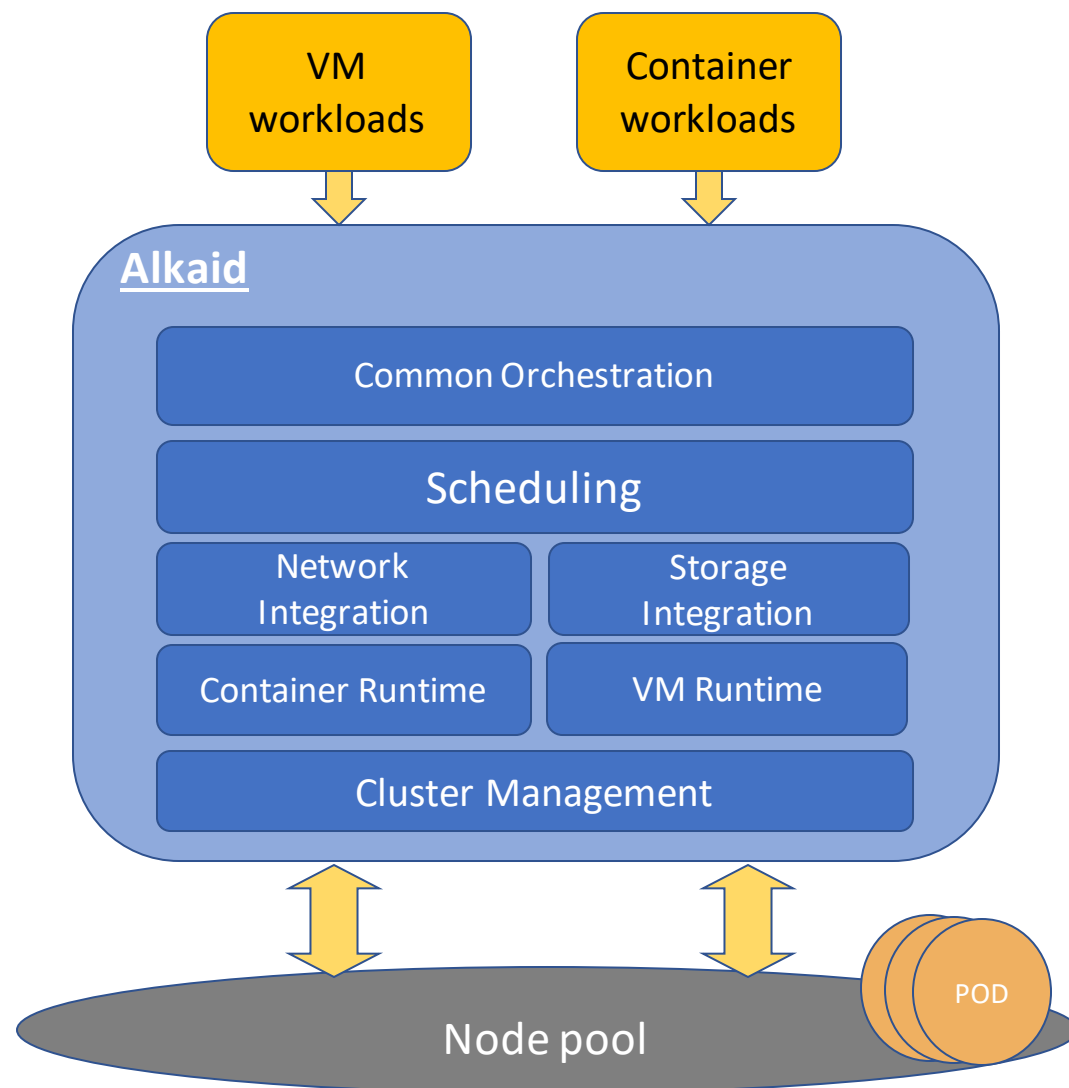 VM
workloads
Container
workloads
Alkaid
Common Orchestration
Scheduling
Network
Integration
Storage
Integration
Container Runtime
VM Runtime
Cluster Management
POD
Node pool